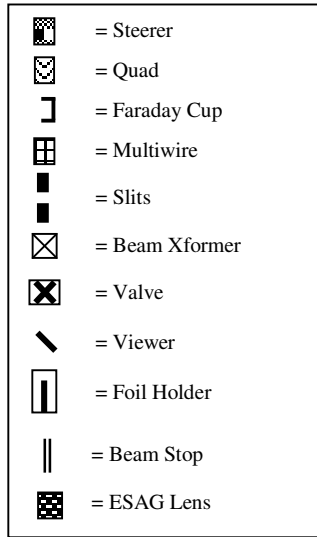 = Steerer
= Quad
= Faraday Cup
= Multiwire
= Slits
= Beam Xformer
= Valve
= Viewer
= Foil Holder
= Beam Stop
= ESAG Lens